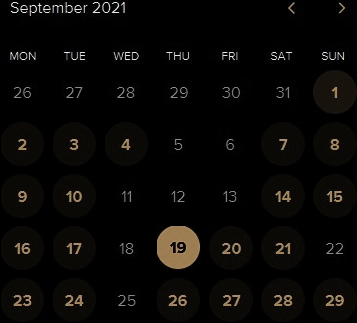 September 2021
MON TUE WED THU FRI SAT SUN
26 27 28 29 30 31 1
2 3 4 5 6 7 8
9 10 11 12 13 14 15
16 17 18 19 20 21 22
23 24 25 26 27 28 29